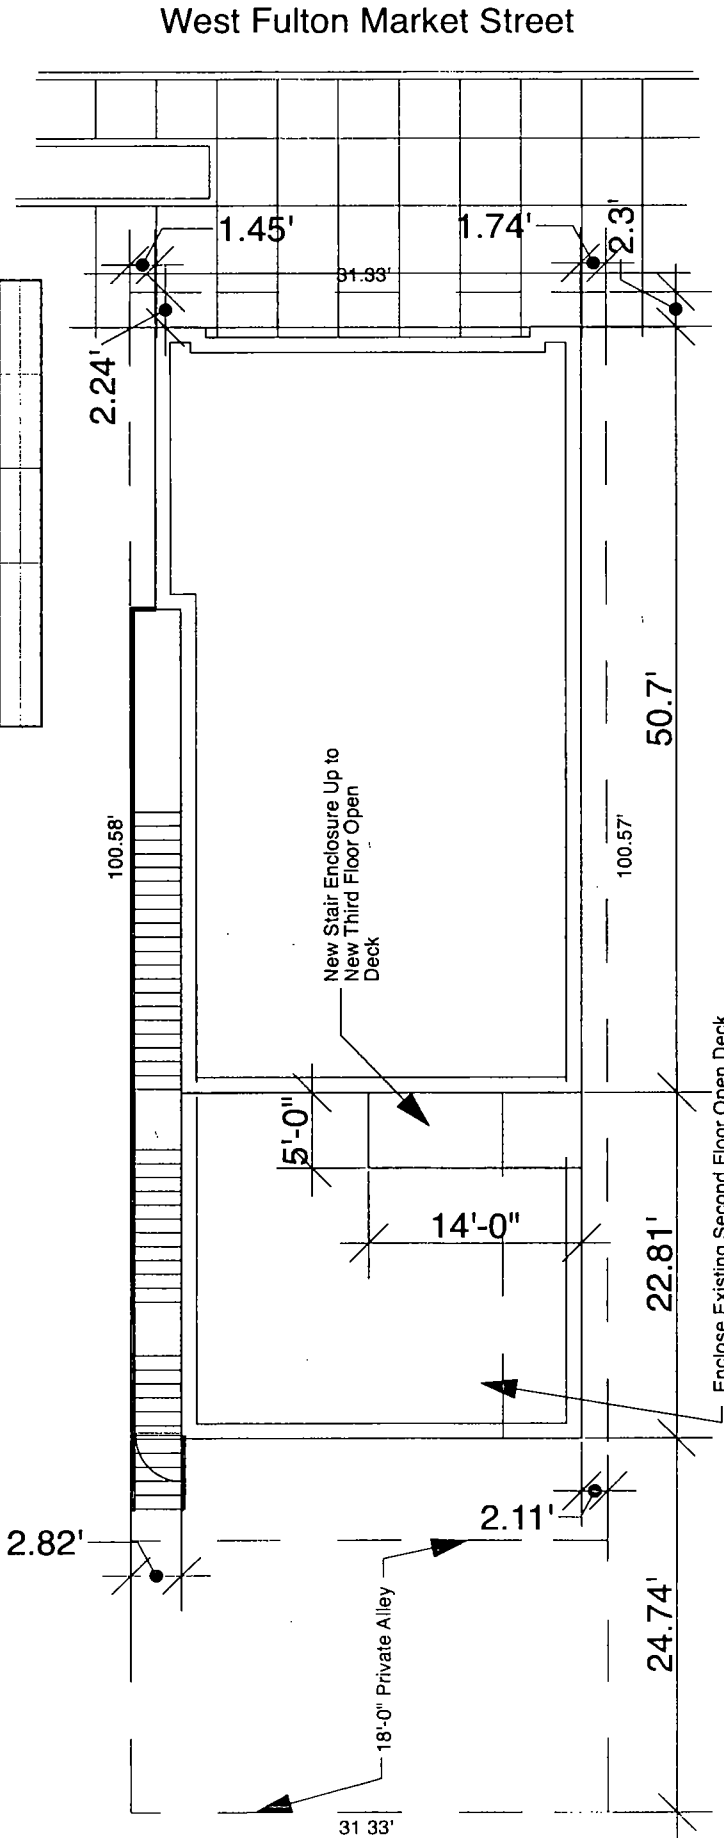 West Fulton Market Street
1.45'
1.74'
2.3'
31.33'
2.24'
50.7'
100.58'
100.57'
New Stair Enclosure Up to
New Third Floor Open
Deck
5'-0"
14'-0"
22.81'
Enclose Existing Second Floor Open Deck
2.11'
2.82'
18'-0" Private Alley
24.74'
31 33'